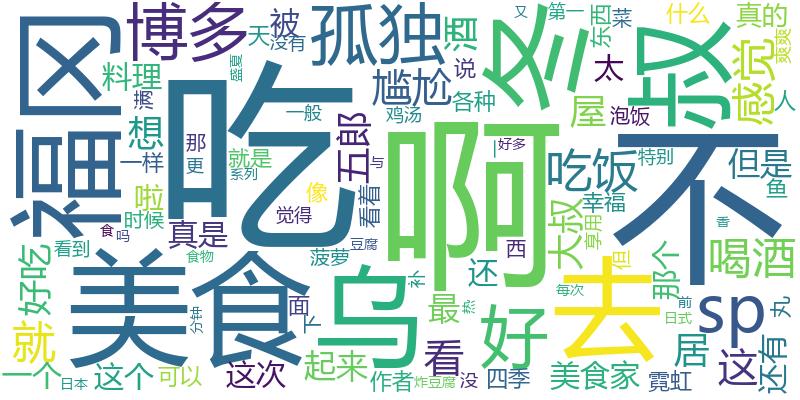 博多
被
孤独
酒
冬
叔
又
第一
东西
菜
什么
真的
爽爽
天
没有
盛夏
料理
尴尬
说
太
感觉
福冈
吃
啊
不
想
那
更
一般
鸡汤
各种
屋
泡饭
人
一样
就是
系列
五郎
与
一
好多
吃饭
特别
但是
鱼
啦
时候
像
看着
大叔
幸福
享用
食
吗
真是
觉得
好吃
看到
食物
菠萝
豆腐
西
还
但
那个
喝酒
香
美食
乌
补
热
去
每次
sp
前
日式
丸
就
分钟
面
下
最
好
居
这
还有
一个
日本
这个
可以
这次
起来
作者
看
炸豆腐
没
四季
美食家
霓虹